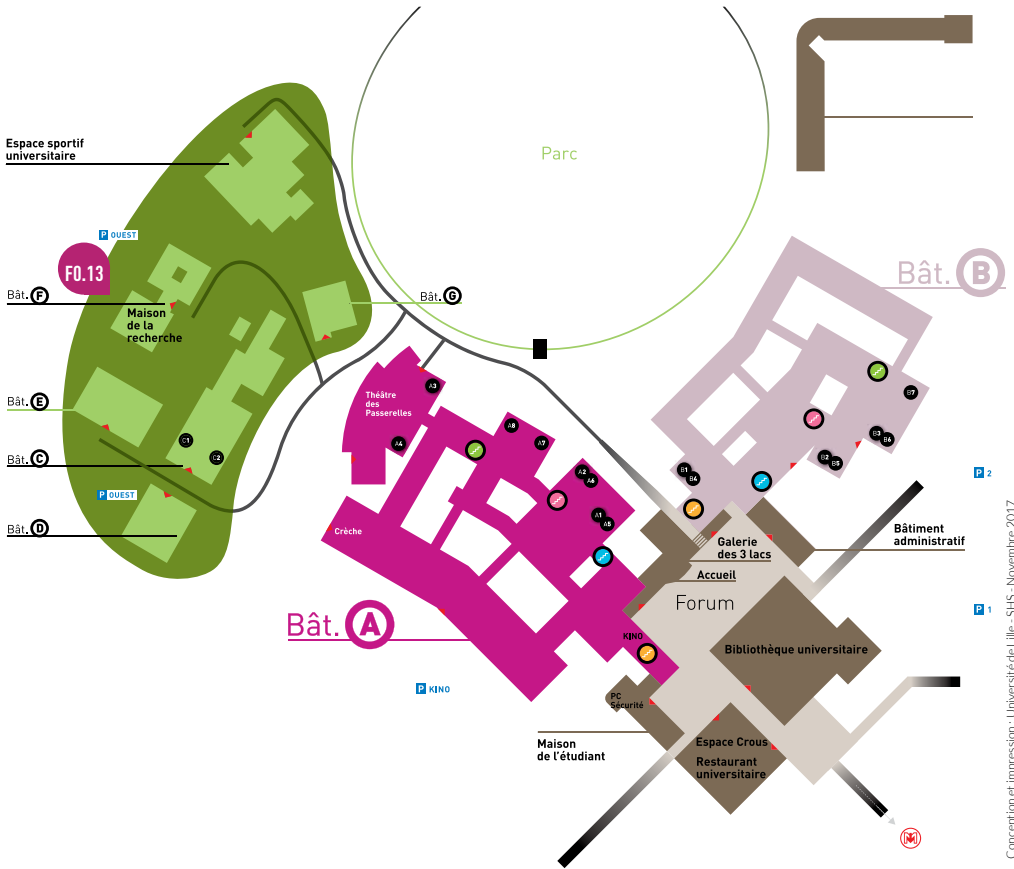 Parc
Espace sportif
universitaire
P OUEST
F0.13
Bât. F
Maison
de la
recherche
Bât. G
Bât. B
Bât. E
Bât. C
C1
C2
P OUEST
Bât. D
Théâtre
des
Passerelles
A3
A4
A8
A7
A2
A6
A1
A5
Crèche
Bât. A
B7
B3
B6
B2
B5
B1
B4
P 2
Bâtiment
administratif
Galerie
des 3 lacs
Accueil
Forum
P 1
KINO
Bibliothèque universitaire
P KINO
PC
Sécurité
Maison
de l'étudiant
Espace Crous
Restaurant
universitaire
M
Conception et impression : Université de Lille - SHS - Novembre 2017